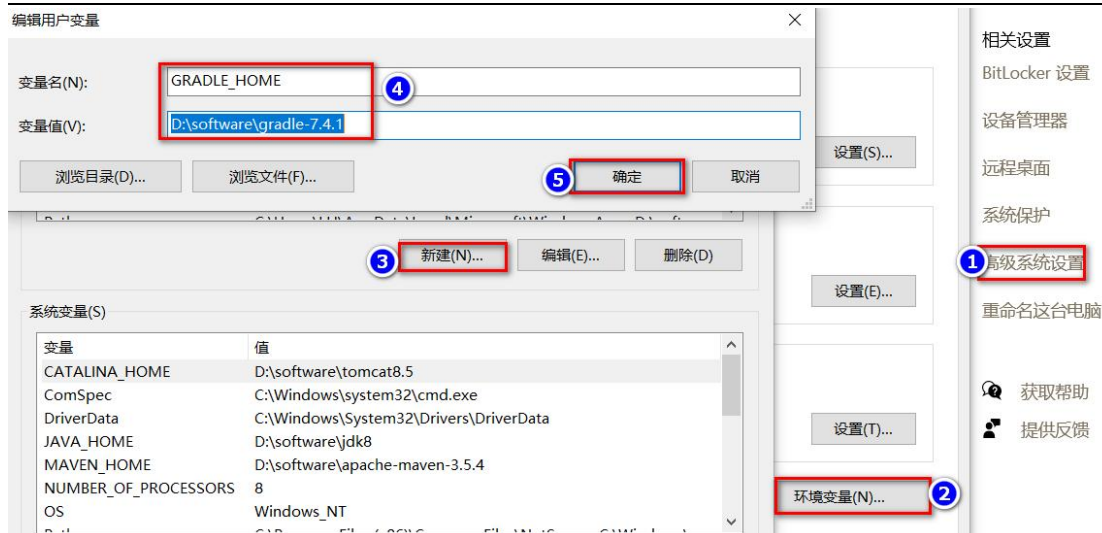 编辑用户变量
变量名(N):
GRADLE_HOME
4
变量值(V):
D:\software\gradle-7.4.1
浏览目录(D)...
浏览文件(F)...
5
确定
取消
3
新建(N)...
编辑(E)...
删除(D)
系统变量(S)
变量 值
CATALINA_HOME D:\software\tomcat8.5
ComSpec C:\Windows\system32\cmd.exe
DriverData C:\Windows\System32\Drivers\DriverData
JAVA_HOME D:\software\jdk8
MAVEN_HOME D:\software\apache-maven-3.5.4
NUMBER_OF_PROCESSORS 8
OS Windows_NT
设置(S)...
设置(E)...
设置(T)...
环境变量(N)...
2
相关设置
BitLocker 设置
设备管理器
远程桌面
系统保护
1
高级系统设置
重命名这台电脑
获取帮助
提供反馈